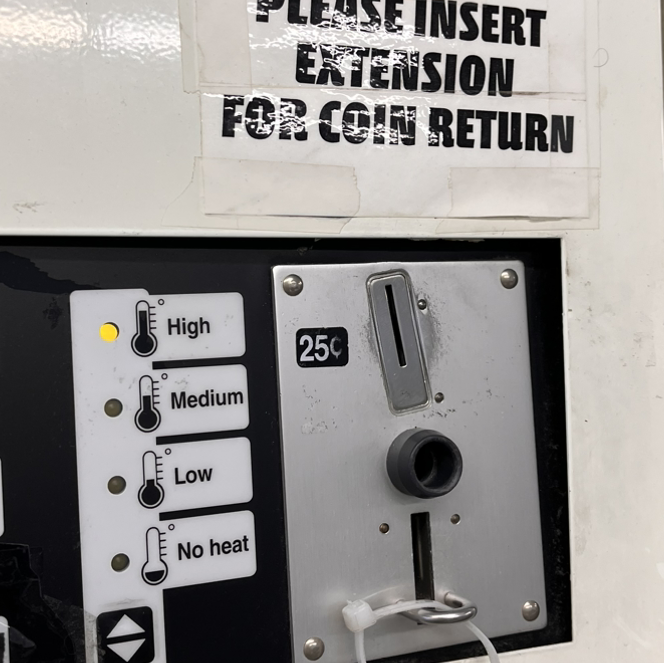 PLEASE INSERT
EXTENSION
FOR COIN RETURN
High
Medium
Low
No heat
25¢